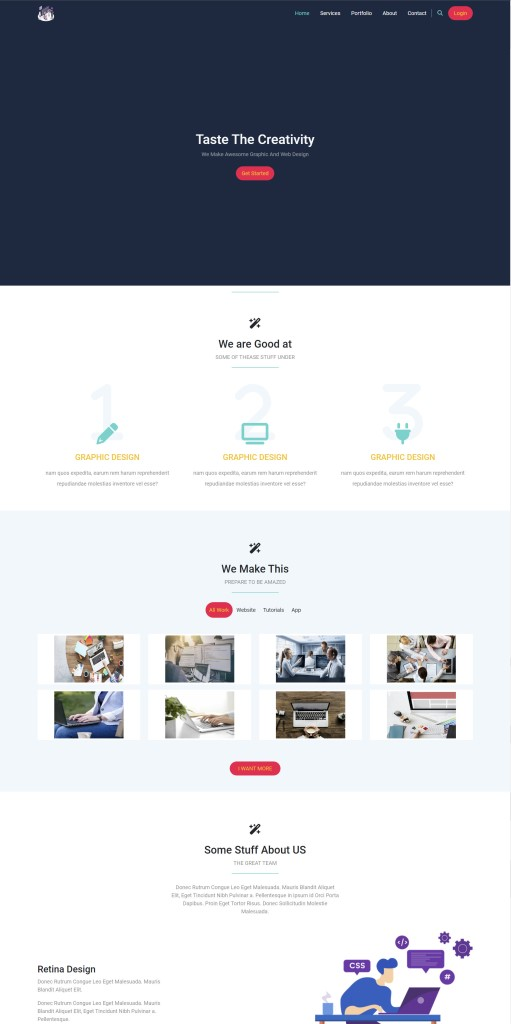 Home Services Portfolio About Contact Login
Taste The Creativity
We Make Awesome Graphic And Web Design
Get Started
We are Good at
SOME OF THEASE STUFF UNDER
1 2 3
GRAPHIC DESIGN GRAPHIC DESIGN GRAPHIC DESIGN
nam quos expedita, earum rem harum reprehenderit nam quos expedita, earum rem harum reprehenderit nam quos expedita, earum rem harum reprehenderit
repudiandae molestias inventore vel esse? repudiandae molestias inventore vel esse? repudiandae molestias inventore vel esse?
We Make This
PREPARE TO BE AMAZED
All Work Website Tutorials App
I WANT MORE
Some Stuff About US
THE GREAT TEAM
Donec Rutrum Congue Leo Eget Malesuada. Mauris Blandit Aliquet
Elit, Eget Tincidunt Nibh Pulvinar a. Pellentesque in Ipsum Id Orci Porta
Dapibus. Proin Eget Tortor Risus. Donec Sollicitudin Molestie
Malesuada
</>
CSS
#
Retina Design
Donec Rutrum Congue Leo Eget Malesuada. Mauris
Blandit Aliquet Elit,
Donec Rutrum Congue Leo Eget Malesuada. Mauris
Blandit Aliquet Elit, Eget Tincidunt Nibh Pulvinar a.
Pellentesque